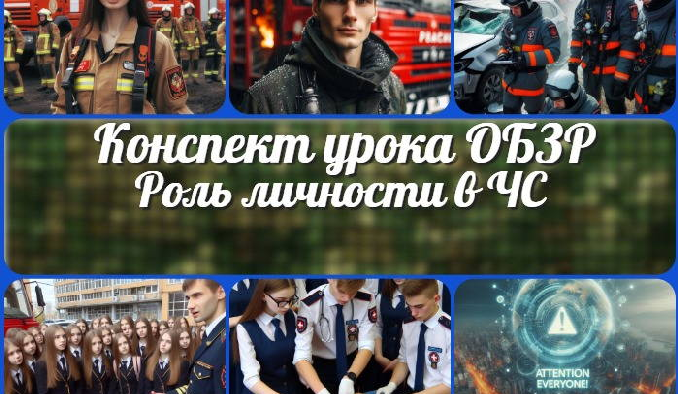 Конспект урока ОБЗР
Роль личности в ЧС
ATTENTION
EVERYONE!